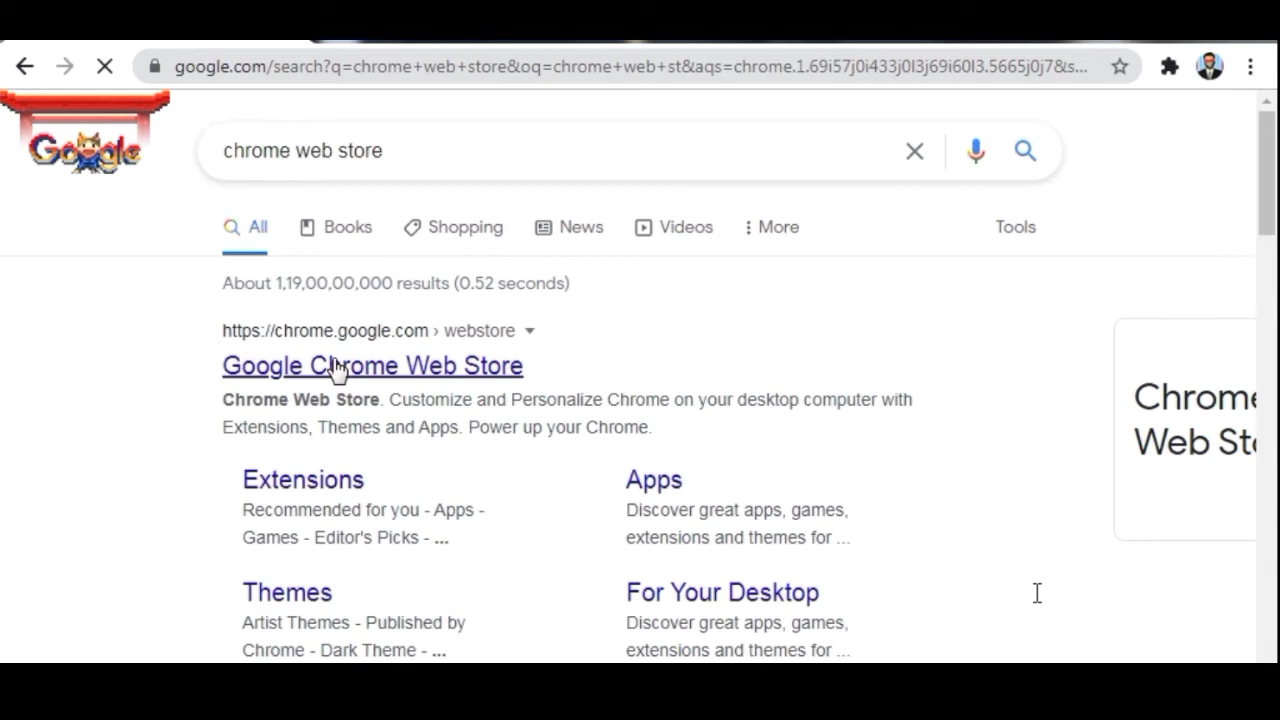 google.com/search?q=chrome+web+store&oq=chrome+web+st&aqs=chrome.1.69i57j0i433j0l3j69i60l3.5665j0j7&s...
Google
chrome web store
All Books Shopping News Videos More Tools
About 1,19,00,00,000 results (0.52 seconds)
https://chrome.google.com › webstore
Google Chrome Web Store
Chrome Web Store. Customize and Personalize Chrome on your desktop computer with
Extensions, Themes and Apps. Power up your Chrome.
Chrome
Web Sto
Extensions
Recommended for you - Apps -
Games - Editor's Picks - ...
Apps
Discover great apps, games,
extensions and themes for ...
Themes
Artist Themes - Published by
Chrome - Dark Theme - ...
For Your Desktop
Discover great apps, games,
extensions and themes for ...